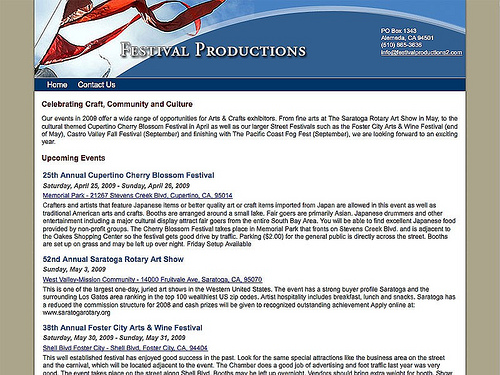 FESTIVAL PRODUCTIONS
PO Box 1343
Alameda, CA 94501
(510) 865-3636
info@festivalproductions2.com
Home Contact Us
Celebrating Craft, Community and Culture
Our events in 2009 offer a wide range of opportunities for Arts & Crafts exhibitors. From fine arts at The Saratoga Rotary Art Show in May, to the
cultural themed Cupertino Cherry Blossom Festival in April as well as our larger Street Festivals such as the Foster City Arts & Wine Festival (end
of May), Castro Valley Fall Festival (September) and finishing with The Pacific Coast Fog Fest (September), we are looking forward to an exciting
year.
Upcoming Events
25th Annual Cupertino Cherry Blossom Festival
Saturday, April 25, 2009 - Sunday, April 26, 2009
Memorial Park - 21267 Stevens Creek Blvd, Cupertino, CA, 95014
Crafters and artists that feature Japanese items or better quality art or craft items imported from Japan are allowed in this event as well as
traditional American arts and crafts. Booths are arranged around a small lake. Fair goers are primarily Asian. Japanese drummers and other
entertainment including a major cultural display attract fair goers from the entire South Bay Area. You will be able to find excellent Japanese food
provided by non-profit groups. The Cherry Blossom Festival takes place in Memorial Park that fronts on Stevens Creek Blvd. and is adjacent to
the Oakes Shopping Center so the festival gets good drive by traffic. Parking ($2.00) for the general public is directly across the street. Booths
are set up on grass and may be left up over night. Friday Setup Available
52nd Annual Saratoga Rotary Art Show
Sunday, May 3, 2009
West Valley-Mission Community - 14000 Fruitvale Ave, Saratoga, CA, 95070
This is one of the largest one-day, juried art shows in the Western United States. The event has a strong buyer profile Saratoga and the
surrounding Los Gatos area ranking in the top 100 wealthiest US zip codes. Artist hospitality includes breakfast, lunch and snacks. Saratoga has
a reduced the commission structure for 2008 and cash prizes will be given to recognized outstanding achievement Apply online at:
www.saratogarotary.org
38th Annual Foster City Arts & Wine Festival
Saturday, May 30, 2009 - Sunday, May 31, 2009
Shell Blvd Foster City - Shell Blvd, Foster City, CA, 94404
This well established festival has enjoyed good success in the past. Look for the same special attractions like the business area on the street
and the carnival, which will be located adjacent to the event. The Chamber does a good job of advertising and foot traffic last year was very
good. The event takes place on the street along Shell Blvd. Booths may be left up overnight. Vendors should bring extra weight for booth. Show